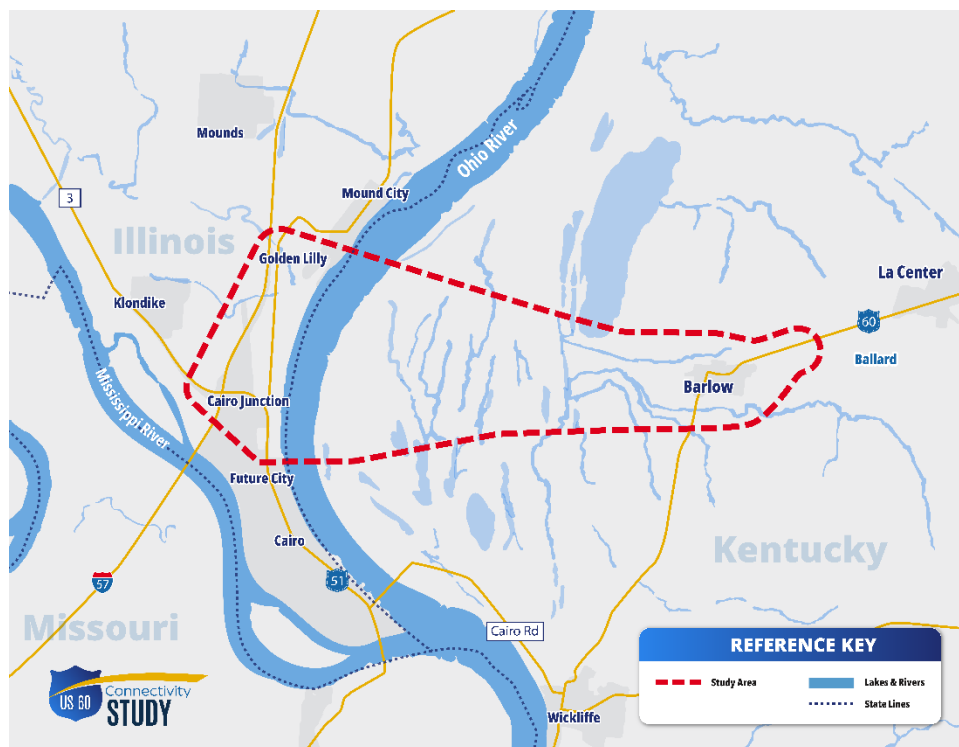 Mounds
Ohio River
Mound City
3
Illinois
Golden Lilly
La Center
Klondike
60
Ballard
Barlow
Mississippi River
Cairo Junction
Future City
Cairo
Kentucky
51
57
Missouri
Cairo Rd
REFERENCE KEY
Study Area
Lakes & Rivers
State Lines
US 60
Connectivity
STUDY
Wickliffe